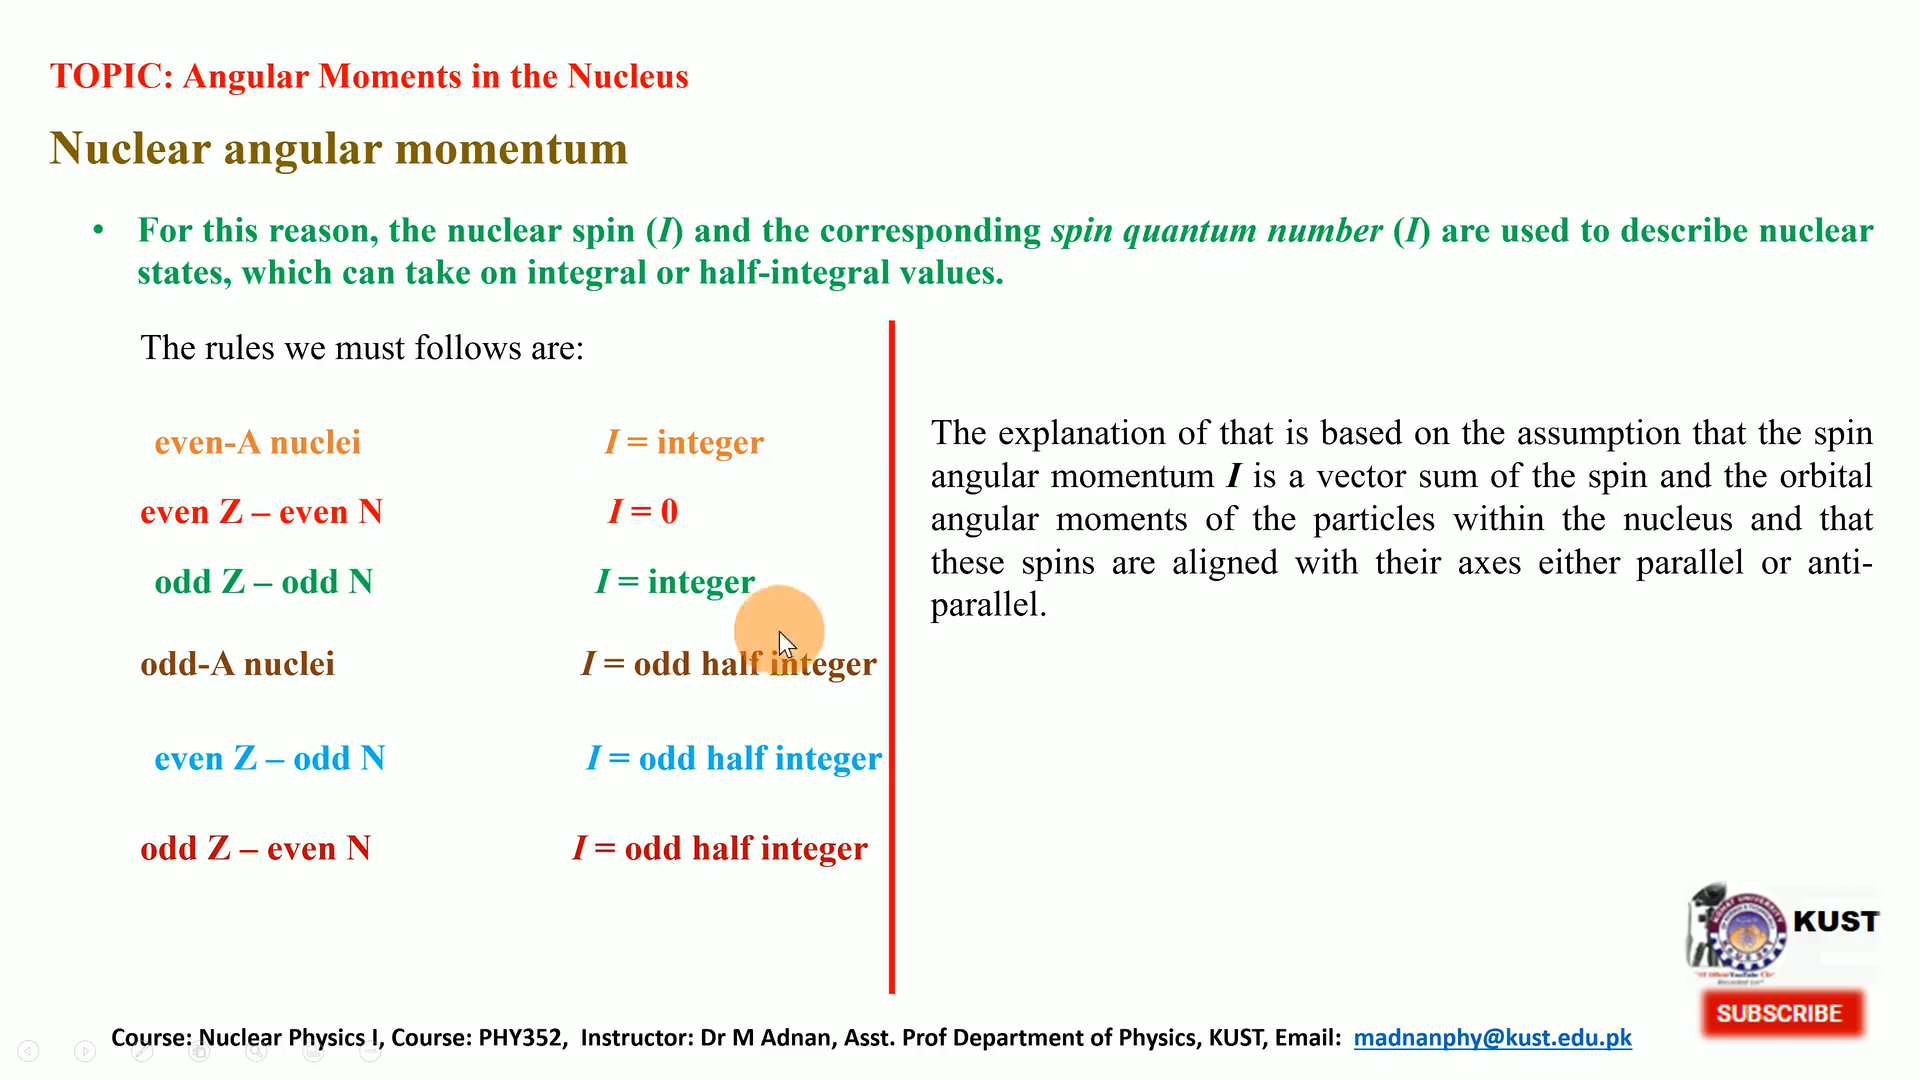 TOPIC: Angular Moments in the Nucleus
Nuclear angular momentum
• For this reason, the nuclear spin (I) and the corresponding spin quantum number (I) are used to describe nuclear
states, which can take on integral or half-integral values.
The rules we must follows are:
even-A nuclei I = integer
even Z – even N I = 0
odd Z – odd N I = integer
odd-A nuclei I = odd half integer
even Z – odd N I = odd half integer
odd Z – even N I = odd half integer
The explanation of that is based on the assumption that the spin
angular momentum I is a vector sum of the spin and the orbital
angular moments of the particles within the nucleus and that
these spins are aligned with their axes either parallel or anti-
parallel.
KUST
SUBSCRIBE
Course: Nuclear Physics I, Course: PHY352, Instructor: Dr M Adnan, Asst. Prof Department of Physics, KUST, Email: madnanphy@kust.edu.pk